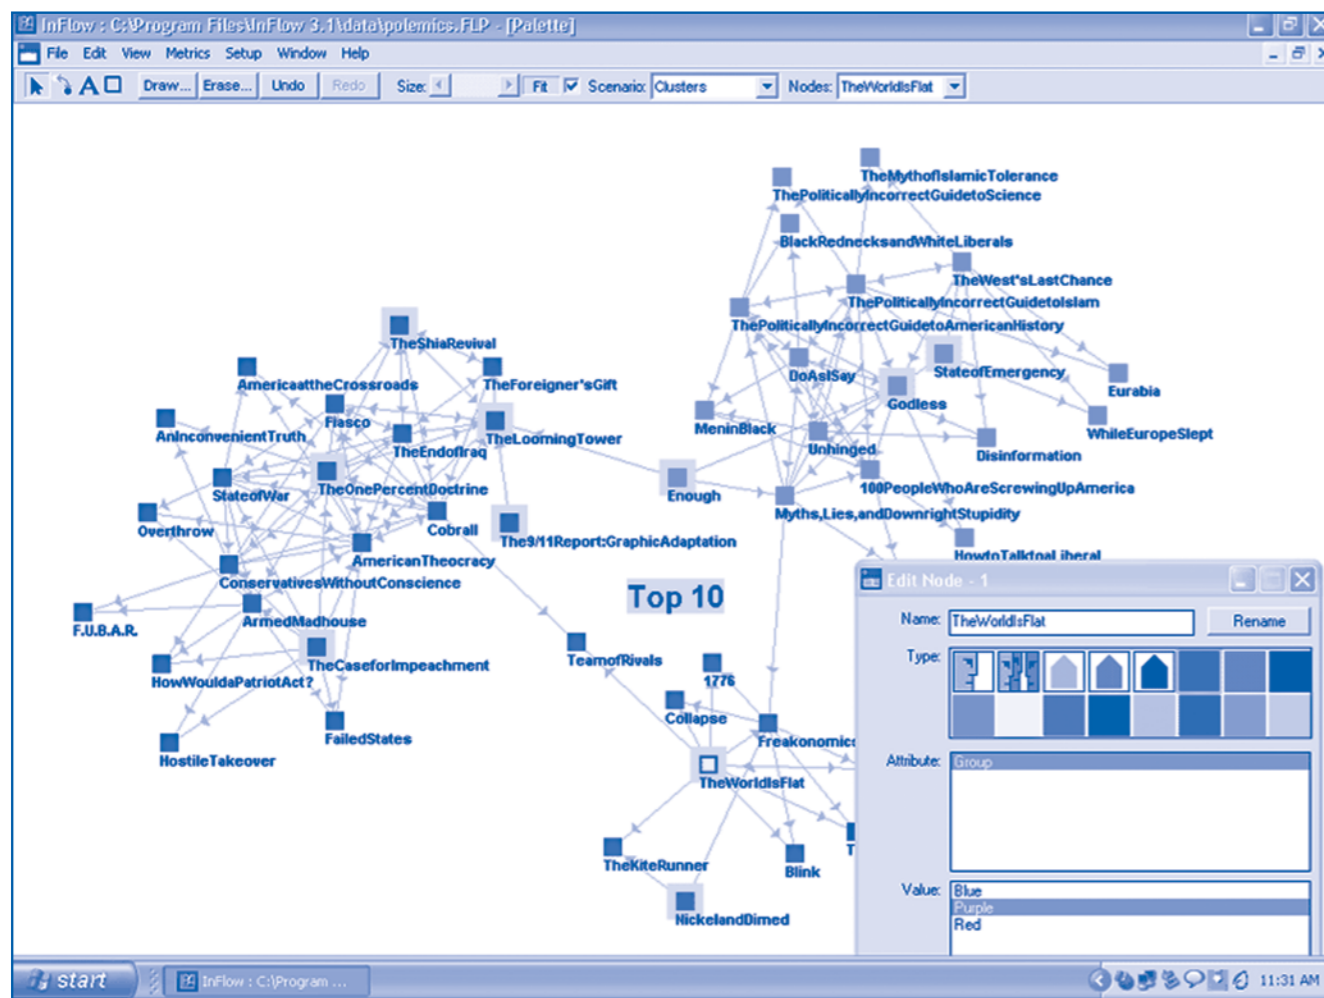 InFlow : C:\Program Files\InFlow 3.1\data\polemics.FLP - [Palette]
File Edit View Metrics Setup Window Help
A Draw... Erase... Undo Redo Size: Fit Scenario: Clusters Nodes: TheWorldIsFlat
TheMythofIslamicTolerance
ThePoliticallyIncorrectGuidetoScience
BlackRednecksandWhiteLiberals
TheWest'sLastChance
ThePoliticallyIncorrectGuidetoIslam
ThePoliticallyIncorrectGuidetoAmericanHistory
TheShiaRevival
DoAsISay
StateofEmergency
AmericaattheCrossroads
TheForeigner'sGift
Eurabia
Godless
Fiasco
MeninBlack
WhileEuropeSlept
AnInconvenientTruth
TheLoomingTower
TheEndofIraq
Unhinged
Disinformation
TheOnePercentDoctrine
StateofWar
Enough
100PeopleWhoAreScrewingUpAmerica
Myths,Lies,andDownrightStupidity
Overthrow
CobraII
The9/11Report:GraphicAdaptation
HowtoTalktoaLiberal
AmericanTheocracy
ConservativesWithoutConscience
Top 10
ArmedMadhouse
F.U.B.A.R.
TeamofRivals
TheCaseforImpeachment
HowWouldaPatriotAct?
1776
Collapse
FailedStates
Freakonomics
HostileTakeover
TheWorldIsFlat
T
TheKiteRunner
Blink
NickelandDimed
Edit Node - 1
Name: TheWorldIsFlat Rename
Type:
Attribute: Group
Value: Blue
Purple
Red
start InFlow : C:\Program ... 11:31 AM